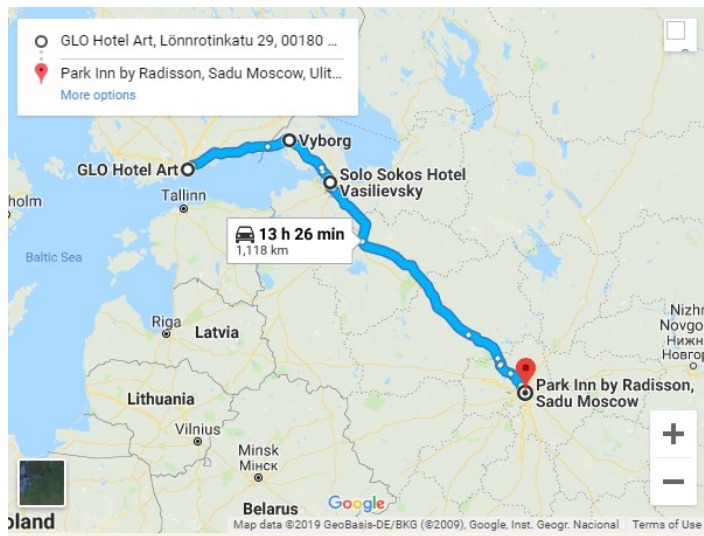 GLO Hotel Art, Lönnrotinkatu 29, 00180 ...
Park Inn by Radisson, Sadu Moscow, Ulit...
More options
Vyborg
GLO Hotel Art
Solo Sokos Hotel
Vasilievsky
holm
Tallinn
13 h 26 min
1,118 km
Baltic Sea
Riga
Latvia
Nizhn
Novgo
Нижн
Новгор
Park Inn by Radisson,
Sadu Moscow
Lithuania
Vilnius
Minsk
Мінск
Belarus
oland
Google
Map data ©2019 GeoBasis-DE/BKG (©2009), Google, Inst. Geogr. Nacional
Terms of Use